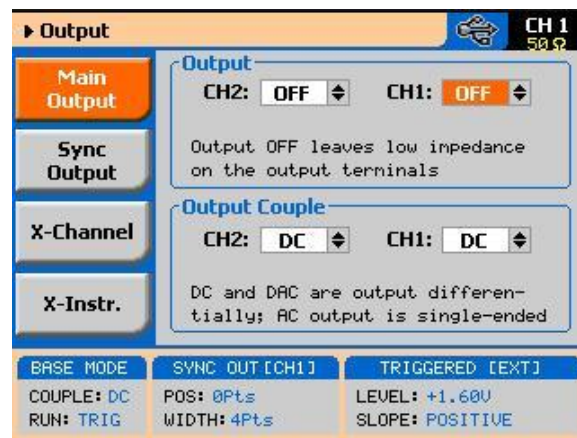 Output
CH 1
50 Ω
Main
Output
Output
CH2: OFF CH1: OFF
Output OFF leaves low impedance
on the output terminals
Sync
Output
X-Channel
Output Couple
CH2: DC CH1: DC
DC and DAC are output differen-
tially; AC output is single-ended
X-Instr.
BASE MODE
COUPLE: DC
RUN: TRIG
SYNC OUT [CH1]
POS: 0Pts
WIDTH: 4Pts
TRIGGERED [EXT]
LEVEL: +1.60V
SLOPE: POSITIVE